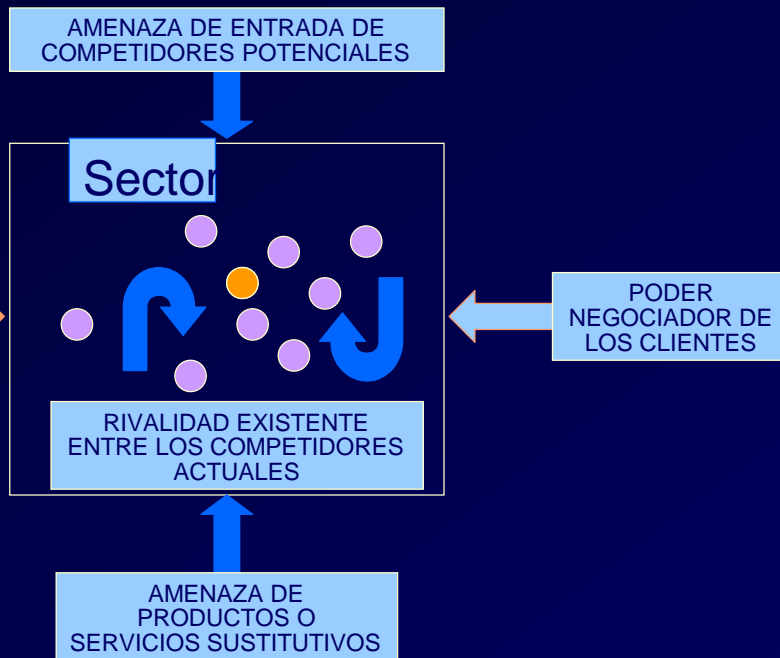 AMENAZA DE ENTRADA DE
COMPETIDORES POTENCIALES
Sector
PODER
NEGOCIADOR DE
LOS CLIENTES
RIVALIDAD EXISTENTE
ENTRE LOS COMPETIDORES
ACTUALES
AMENAZA DE
PRODUCTOS O
SERVICIOS SUSTITUTIVOS